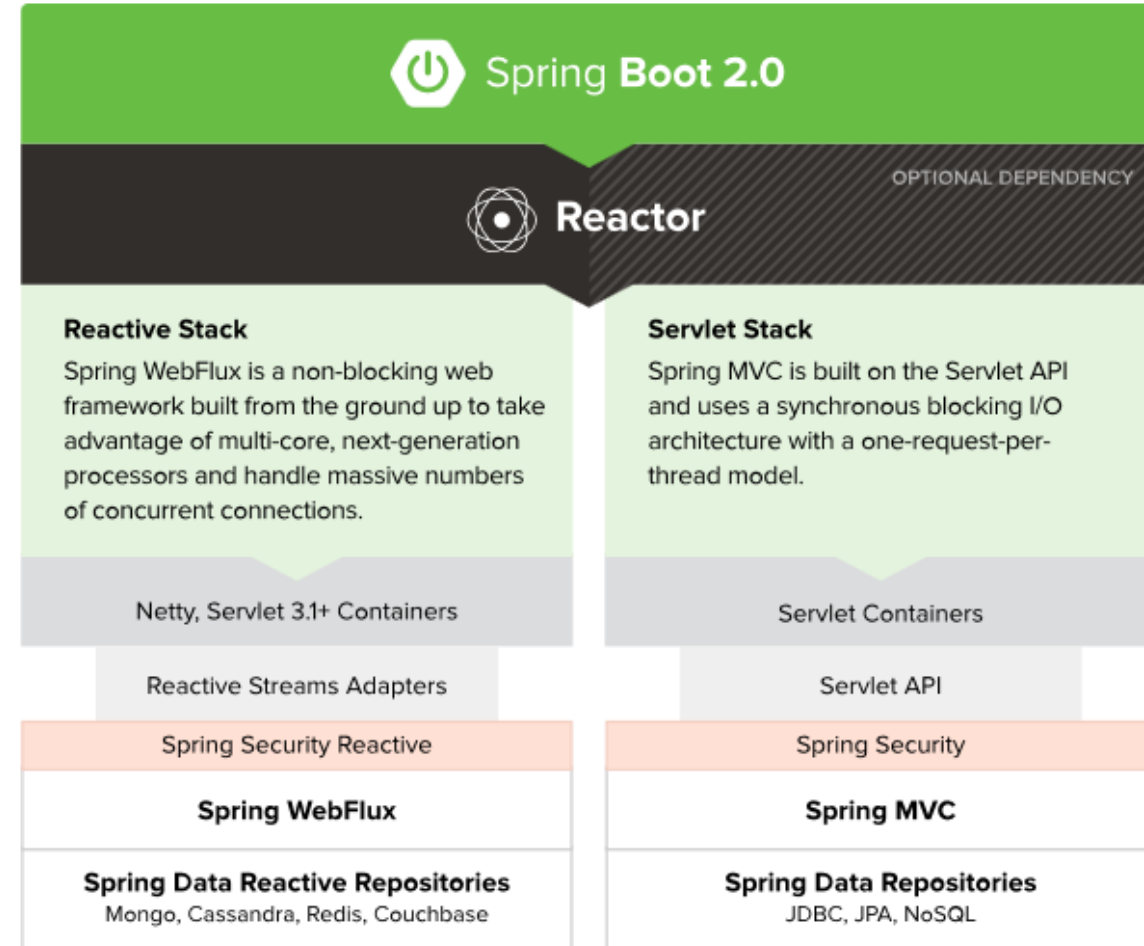 Spring Boot 2.0
OPTIONAL DEPENDENCY
Reactor
Reactive Stack
Spring WebFlux is a non-blocking web
framework built from the ground up to take
advantage of multi-core, next-generation
processors and handle massive numbers
of concurrent connections.
Netty, Servlet 3.1+ Containers
Reactive Streams Adapters
Spring Security Reactive
Spring WebFlux
Spring Data Reactive Repositories
Mongo, Cassandra, Redis, Couchbase
Servlet Stack
Spring MVC is built on the Servlet API
and uses a synchronous blocking I/O
architecture with a one-request-per-
thread model.
Servlet Containers
Servlet API
Spring Security
Spring MVC
Spring Data Repositories
JDBC, JPA, NoSQL